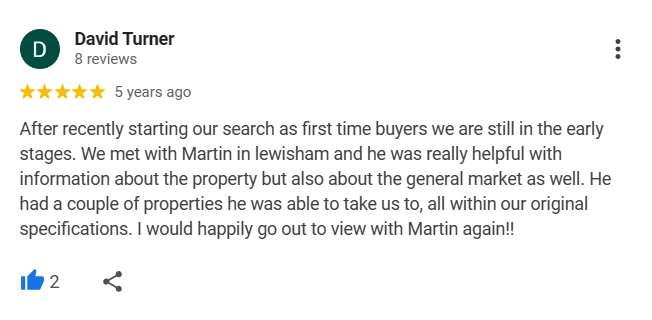 D
David Turner
8 reviews
5 years ago
After recently starting our search as first time buyers we are still in the early
stages. We met with Martin in lewisham and he was really helpful with
information about the property but also about the general market as well. He
had a couple of properties he was able to take us to, all within our original
specifications. I would happily go out to view with Martin again!!
2